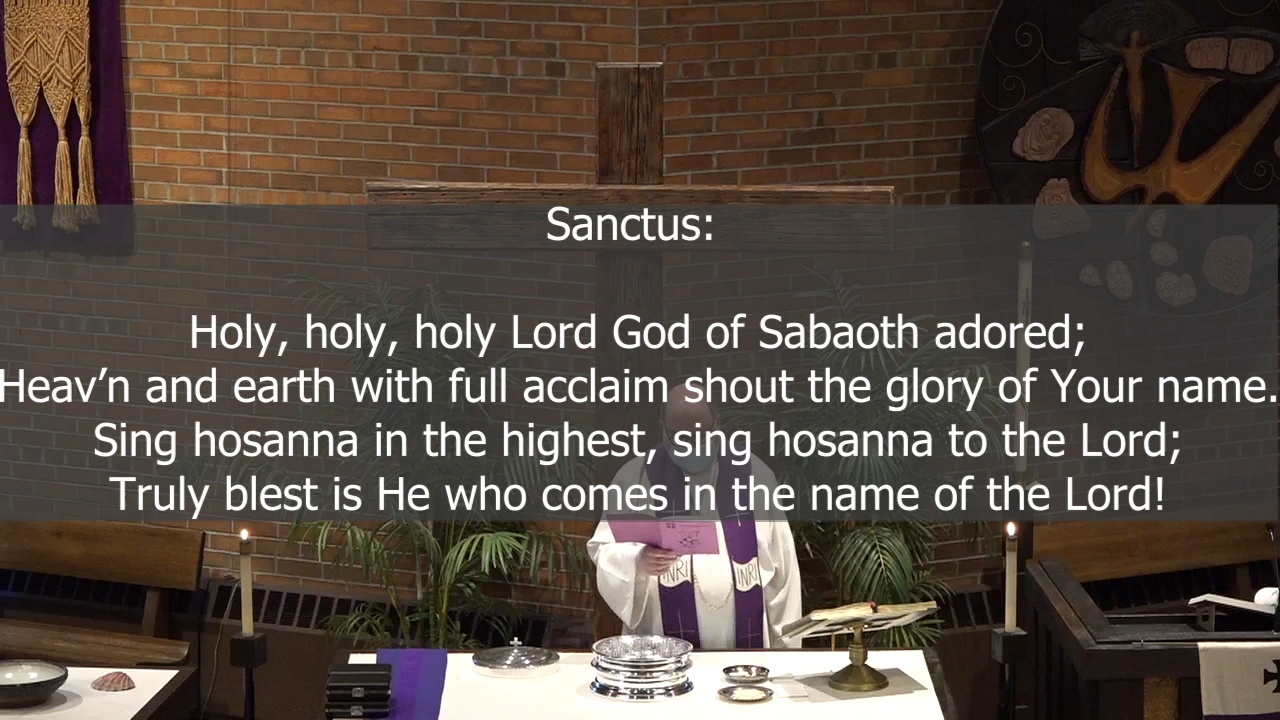 Sanctus:
Holy, holy, holy Lord God of Sabaoth adored;
Heav’n and earth with full acclaim shout the glory of Your name.
Sing hosanna in the highest, sing hosanna to the Lord;
Truly blest is He who comes in the name of the Lord!
INRI INRI